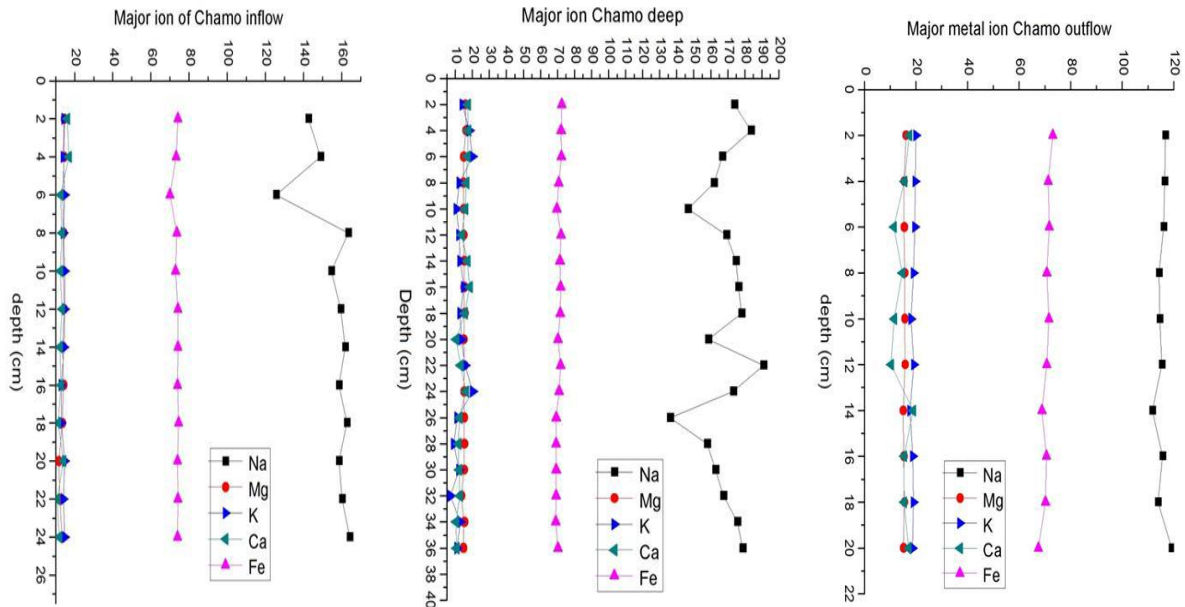 Major ion of Chamo inflow
0 20 40 60 80 100 120 140 160
depth (cm)
0
2
4
6
8
10
12
14
16
18
20
22
24
26
Na
Mg
K
Ca
Fe
Major ion Chamo deep
10 20 30 40 50 60 70 80 90 100 110 120 130 140 150 160 170 180 190 200
Depth (cm)
0
2
4
6
8
10
12
14
16
18
20
22
24
26
28
30
32
34
36
38
40
Na
Mg
K
Ca
Fe
Major metal ion Chamo outflow
0 20 40 60 80 100 120
depth (cm)
0
2
4
6
8
10
12
14
16
18
20
22
Na
Mg
K
Ca
Fe